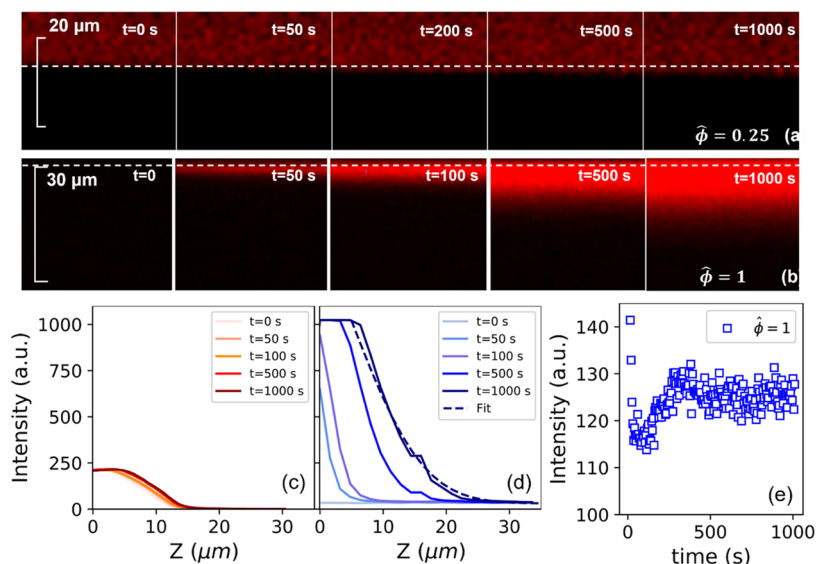 20 μm
t=0 s
t=50 s
t=200 s
t=500 s
t=1000 s
φ̂ = 0.25
(a
30 μm
t=0
t=50 s
t=100 s
t=500 s
t=1000 s
φ̂ = 1
(b)
1000
750
500
250
0
Intensity (a.u.)
t=0 s
t=50 s
t=100 s
t=500 s
t=1000 s
(c)
0
10
20
30
Z (μm)
t=0 s
t=50 s
t=100 s
t=500 s
t=1000 s
Fit
(d)
0
10
20
30
Z (μm)
140
130
120
110
100
Intensity (a.u.)
φ̂ = 1
(e)
0
500
1000
time (s)